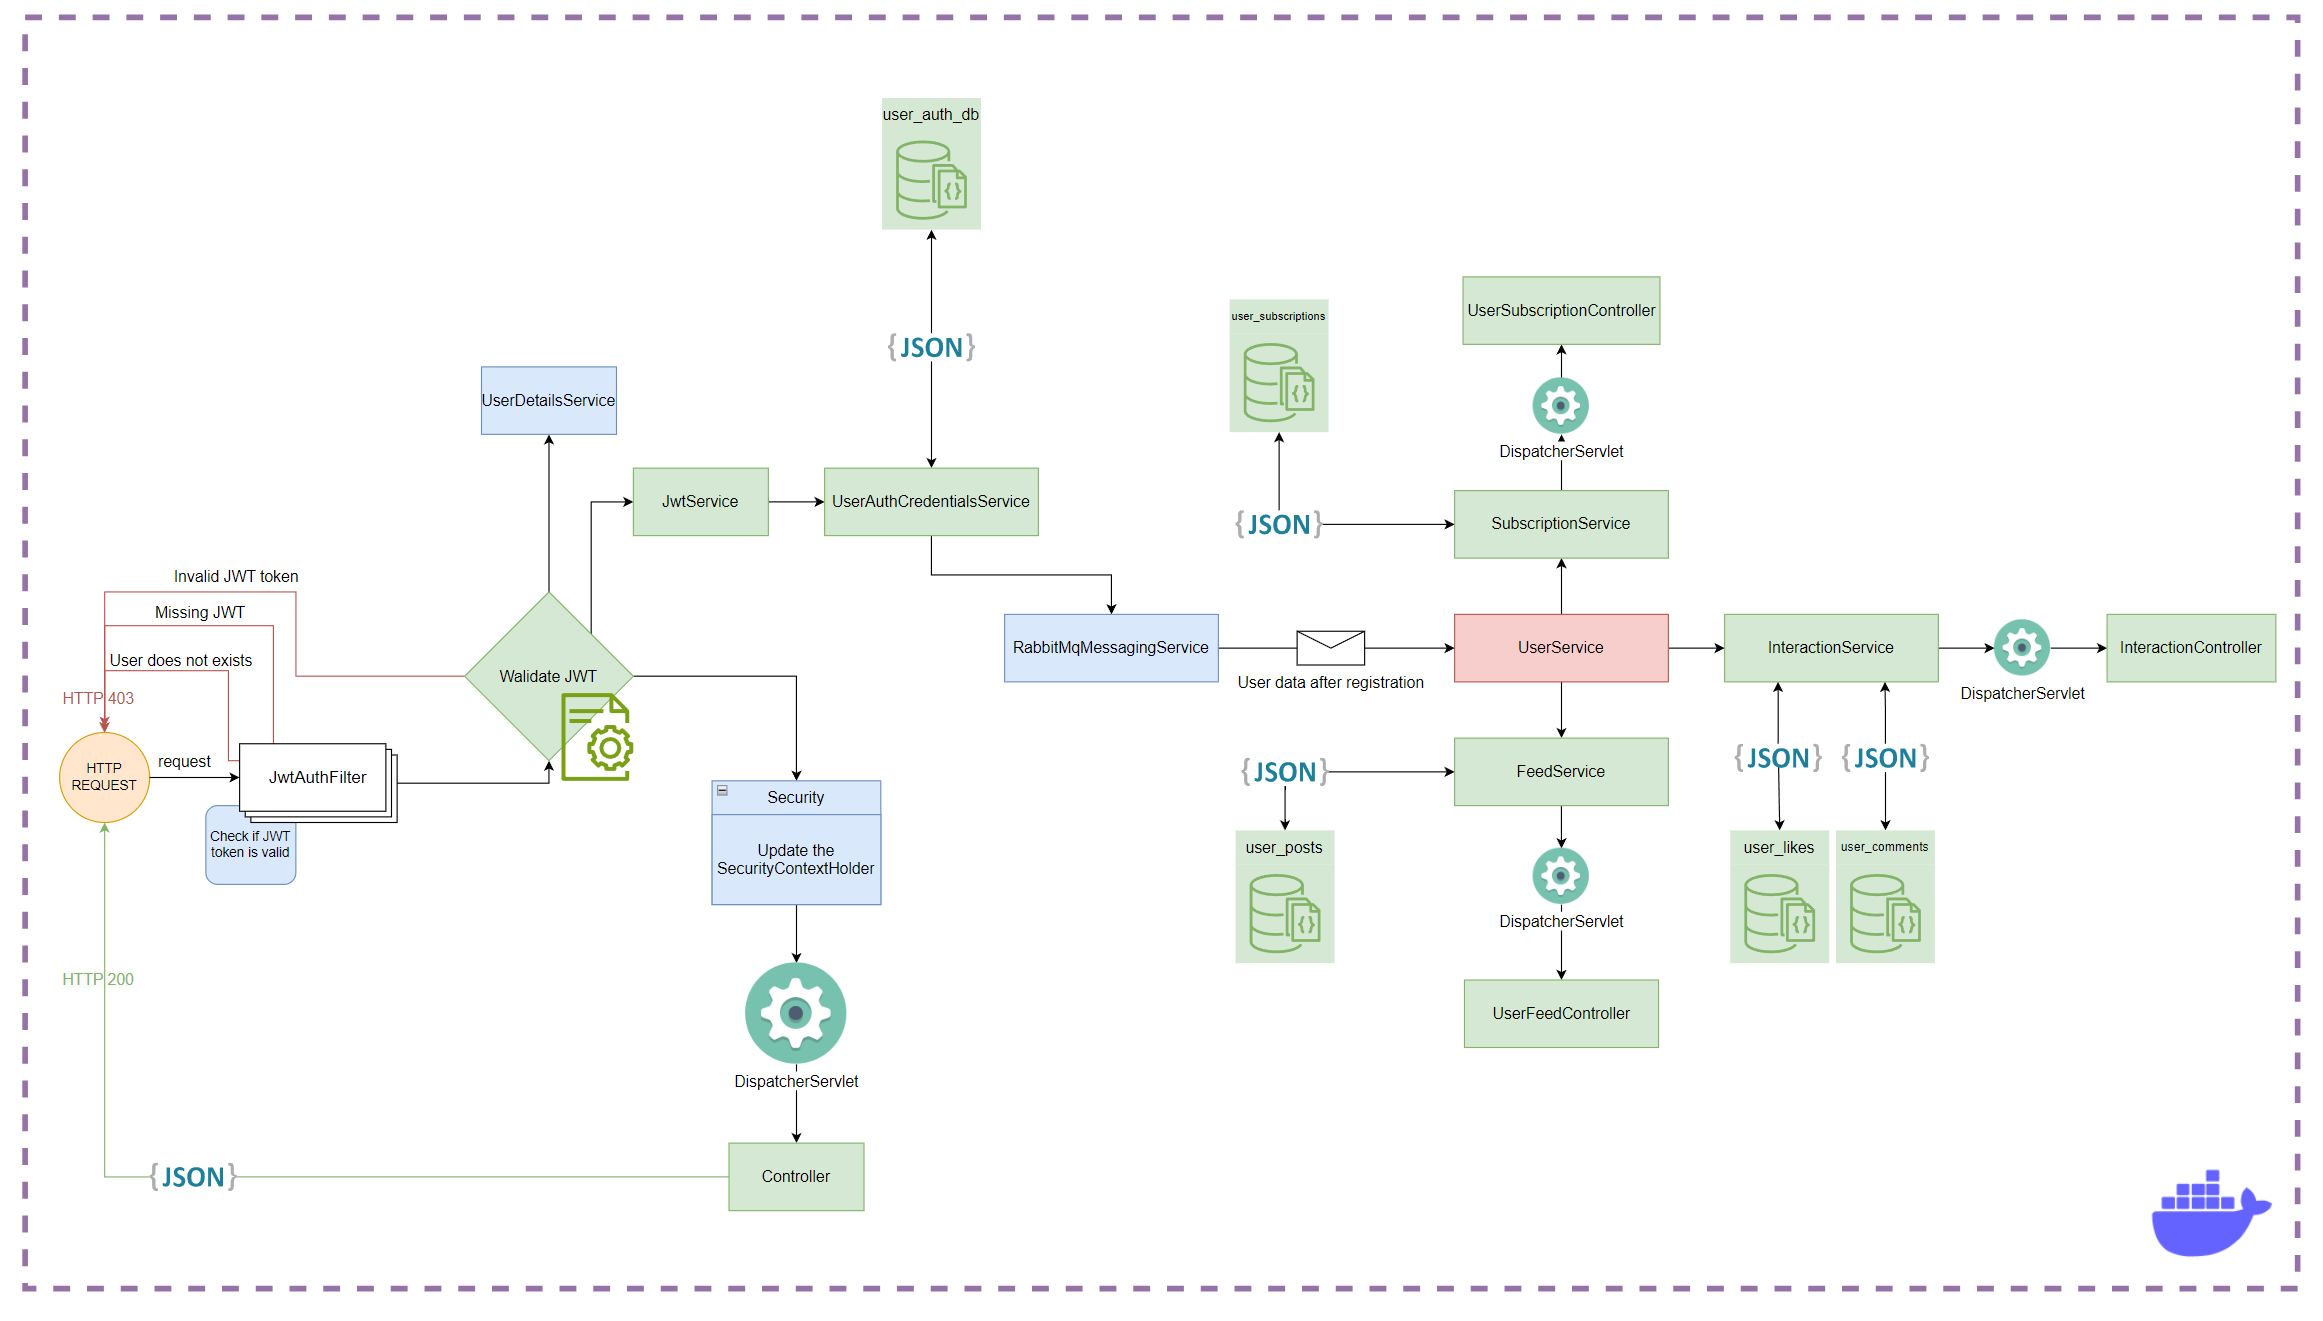 user_auth_db
{JSON}
UserDetailsService
JwtService
UserAuthCredentialsService
user_subscriptions
{JSON}
UserSubscriptionController
DispatcherServlet
SubscriptionService
Invalid JWT token
Missing JWT
User does not exists
HTTP 403
HTTP
REQUEST
request
JwtAuthFilter
Check if JWT
token is valid
Walidate JWT
RabbitMqMessagingService
User data after registration
UserService
InteractionService
DispatcherServlet
InteractionController
Security
Update the
SecurityContextHolder
{JSON}
FeedService
{JSON}
{JSON}
user_posts
user_likes
user_comments
DispatcherServlet
UserFeedController
HTTP 200
DispatcherServlet
{JSON}
Controller